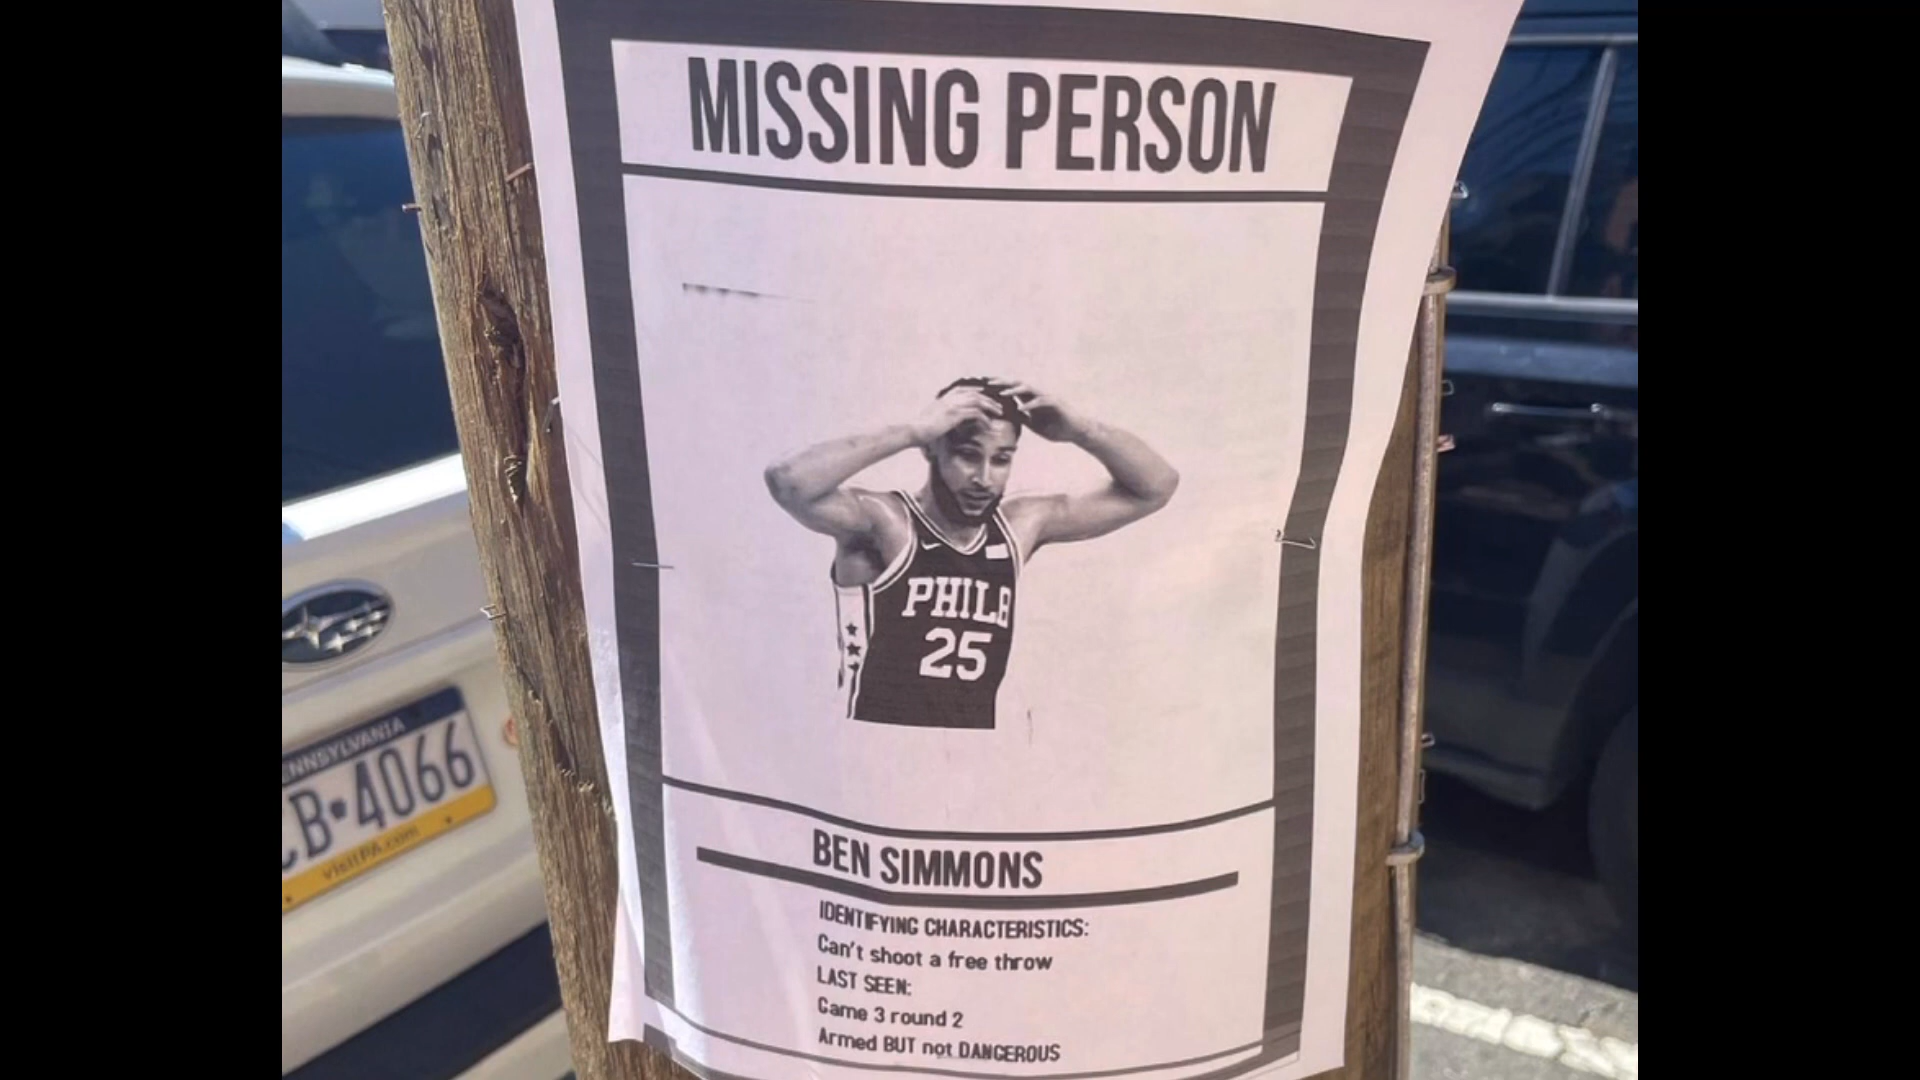 MISSING PERSON
PHILA
25
BEN SIMMONS
IDENTIFYING CHARACTERISTICS:
Can't shoot a free throw
LAST SEEN:
Game 3 round 2
Armed BUT not DANGEROUS
NNSYLVANIA
CB•4066
visitPA.com